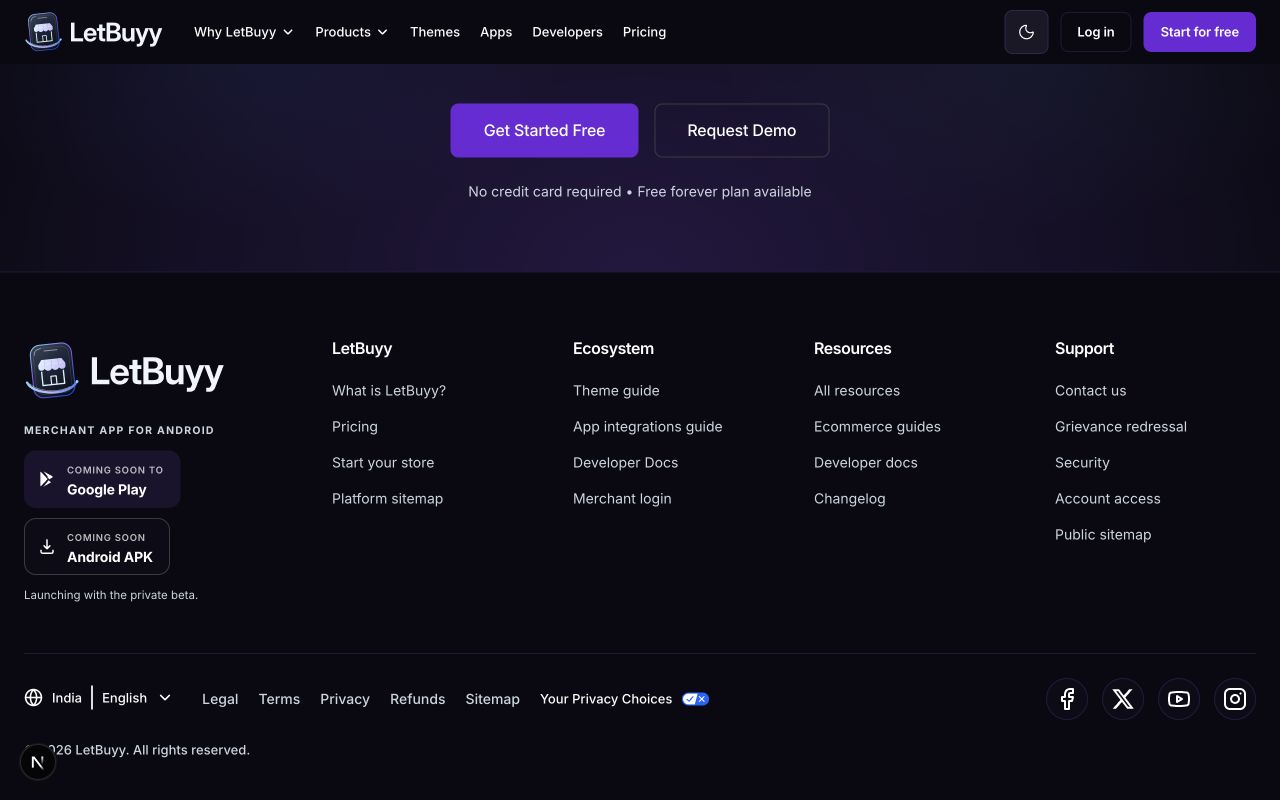 LetBuyy
Why LetBuyy
Products
Themes
Apps
Developers
Pricing
Log in
Start for free
Get Started Free
Request Demo
No credit card required • Free forever plan available
LetBuyy
MERCHANT APP FOR ANDROID
COMING SOON TO
Google Play
COMING SOON
Android APK
Launching with the private beta.
LetBuyy
What is LetBuyy?
Pricing
Start your store
Platform sitemap
Ecosystem
Theme guide
App integrations guide
Developer Docs
Merchant login
Resources
All resources
Ecommerce guides
Developer docs
Changelog
Support
Contact us
Grievance redressal
Security
Account access
Public sitemap
India
English
Legal
Terms
Privacy
Refunds
Sitemap
Your Privacy Choices
26 LetBuyy. All rights reserved.
N